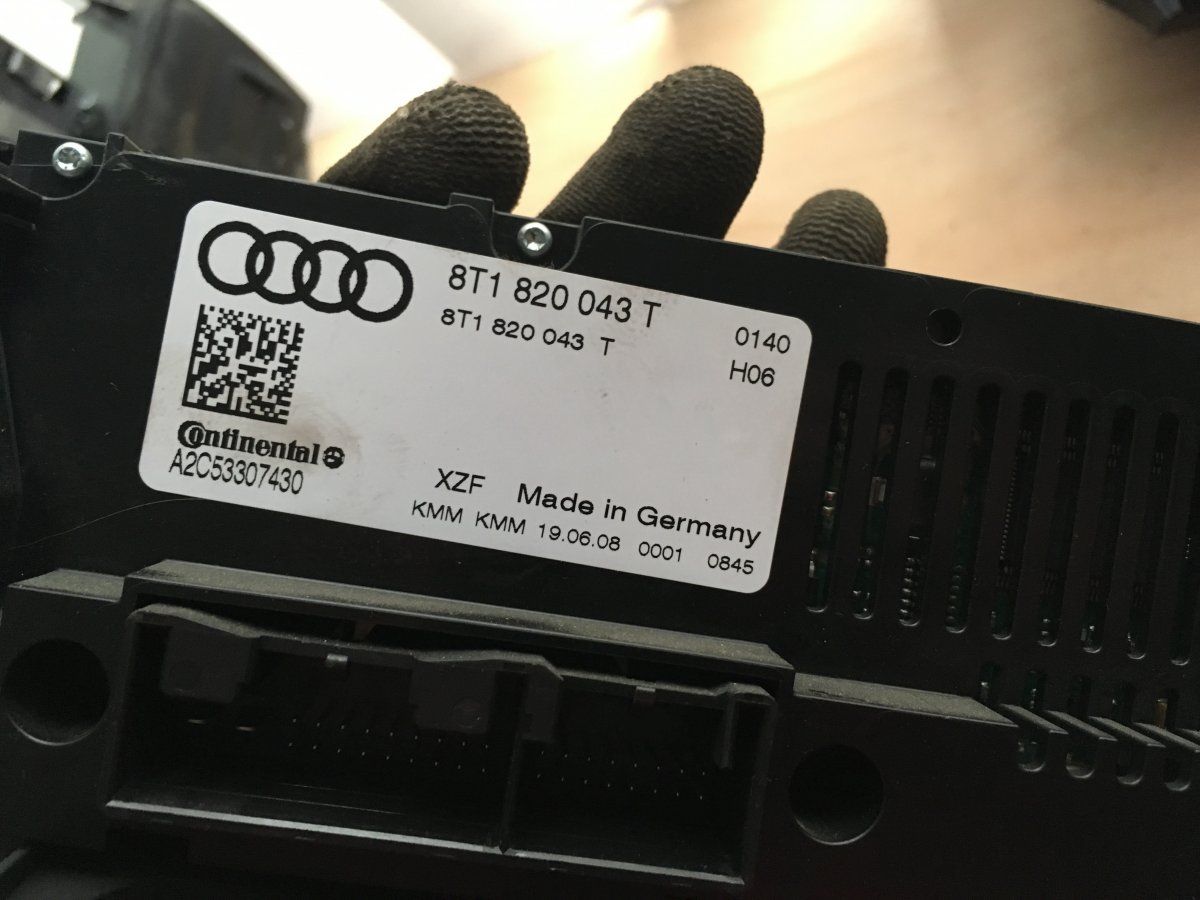 8T1 820 043 T
8T1 820 043 T
0140
H06
Continental
A2C53307430
XZF Made in Germany
KMM KMM 19.06.08 0001 0845